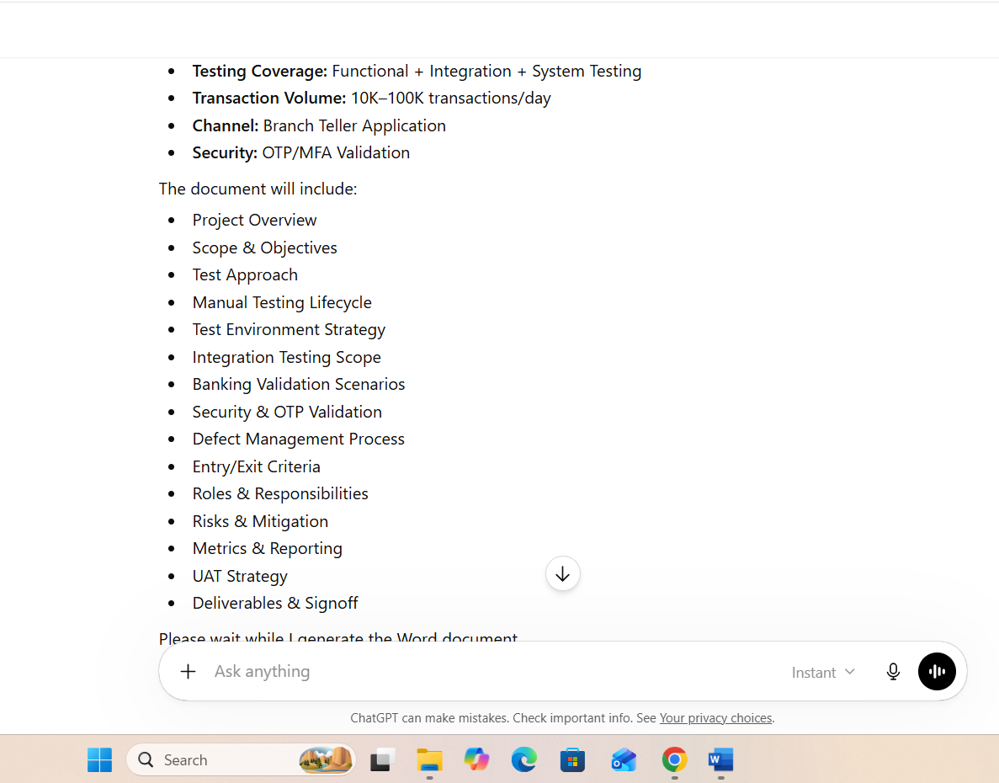 Testing Coverage: Functional + Integration + System Testing
Transaction Volume: 10K–100K transactions/day
Channel: Branch Teller Application
Security: OTP/MFA Validation
The document will include:
Project Overview
Scope & Objectives
Test Approach
Manual Testing Lifecycle
Test Environment Strategy
Integration Testing Scope
Banking Validation Scenarios
Security & OTP Validation
Defect Management Process
Entry/Exit Criteria
Roles & Responsibilities
Risks & Mitigation
Metrics & Reporting
UAT Strategy
Deliverables & Signoff
Please wait while I generate the Word document
Ask anything
Instant
ChatGPT can make mistakes. Check important info. See Your privacy choices.
Search